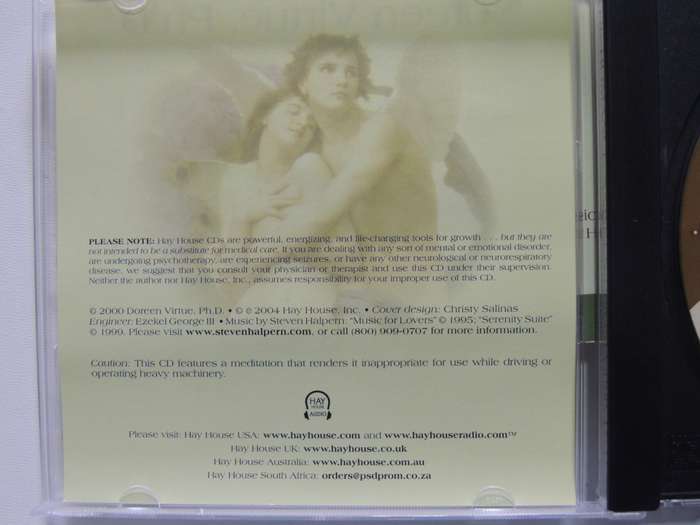 PLEASE NOTE: Hay House CDs are powerful, energizing, and life-changing tools for growth . . . but they are
not intended to be a substitute for medical care. If you are dealing with any sort of mental or emotional disorder,
are undergoing psychotherapy, are experiencing seizures, or have any other neurological or neurorespiratory
disease, we suggest that you consult your physician or therapist and use this CD under their supervision.
Neither the author nor Hay House, Inc., assumes responsibility for your improper use of this CD.
© 2000 Doreen Virtue, Ph.D. • © ℗ 2004 Hay House, Inc. • Cover design: Christy Salinas
Engineer: Ezekel George III • Music by Steven Halpern: "Music for Lovers" © 1995; "Serenity Suite"
© 1999. Please visit www.stevenhalpern.com, or call (800) 909-0707 for more information.
Caution: This CD features a meditation that renders it inappropriate for use while driving or
operating heavy machinery.
HAY
HOUSE
AUDIO
Please visit: Hay House USA: www.hayhouse.com and www.hayhouseradio.com™
Hay House UK: www.hayhouse.co.uk
Hay House Australia: www.hayhouse.com.au
Hay House South Africa: orders@psdprom.co.za